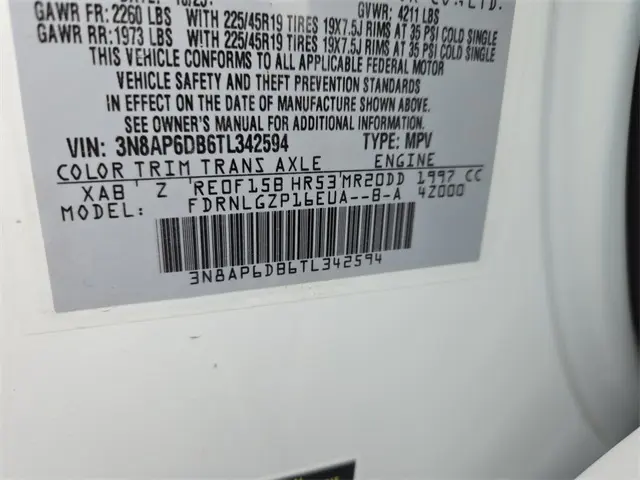 GVWR: 4211 LBS
GAWR FR: 2260 LBS WITH 225/45R19 TIRES 19X7.5J RIMS AT 35 PSI COLD SINGLE
GAWR RR: 1973 LBS WITH 225/45R19 TIRES 19X7.5J RIMS AT 35 PSI COLD SINGLE
THIS VEHICLE CONFORMS TO ALL APPLICABLE FEDERAL MOTOR
VEHICLE SAFETY AND THEFT PREVENTION STANDARDS
IN EFFECT ON THE DATE OF MANUFACTURE SHOWN ABOVE.
SEE OWNER'S MANUAL FOR ADDITIONAL INFORMATION.
VIN: 3N8AP6DB6TL342594 TYPE: MPV
COLOR TRIM TRANS AXLE ENGINE
XAB Z RE0F15B HR53 MR20DD 1997 CC
MODEL: FDRNLGZP16EUA--B-A 42000
3N8AP6DB6TL342594